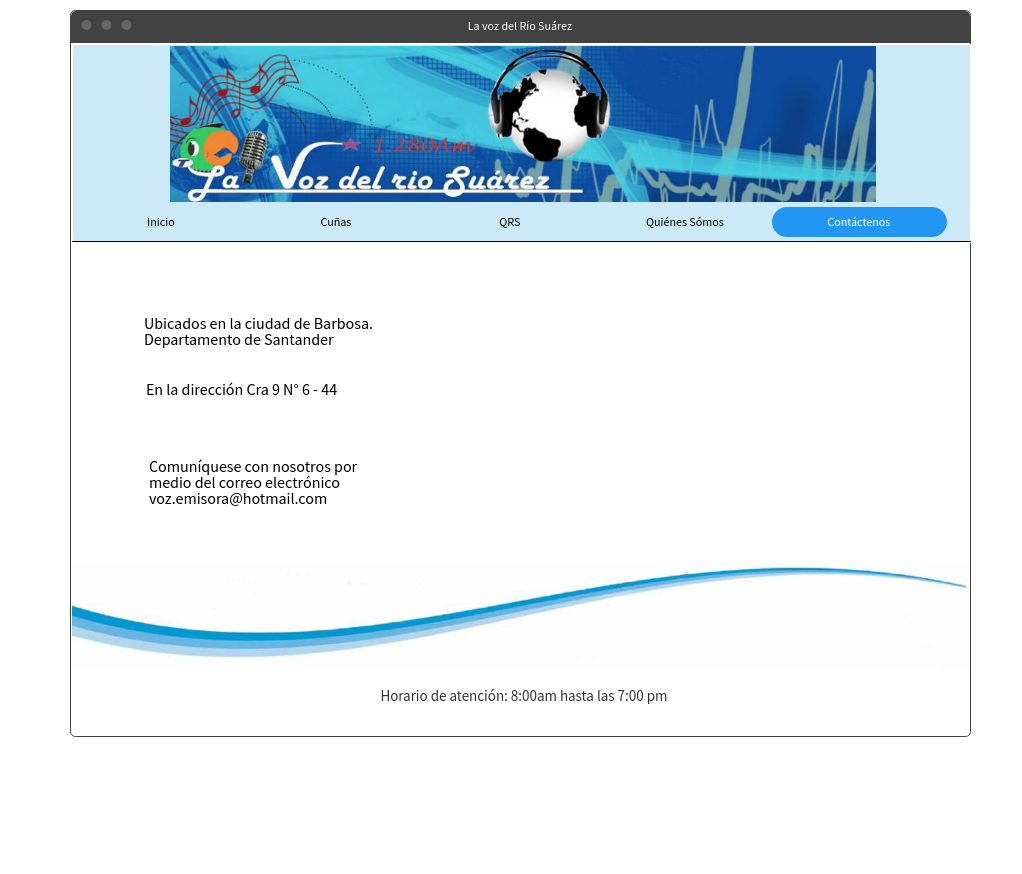 La voz del Río Suárez
1.280Am
La Voz del rio Suárez
Inicio
Cuñas
QRS
Quiénes Sómos
Contáctenos
Ubicados en la ciudad de Barbosa.
Departamento de Santander
En la dirección Cra 9 N° 6 - 44
Comuníquese con nosotros por
medio del correo electrónico
voz.emisora@hotmail.com
Horario de atención: 8:00am hasta las 7:00 pm